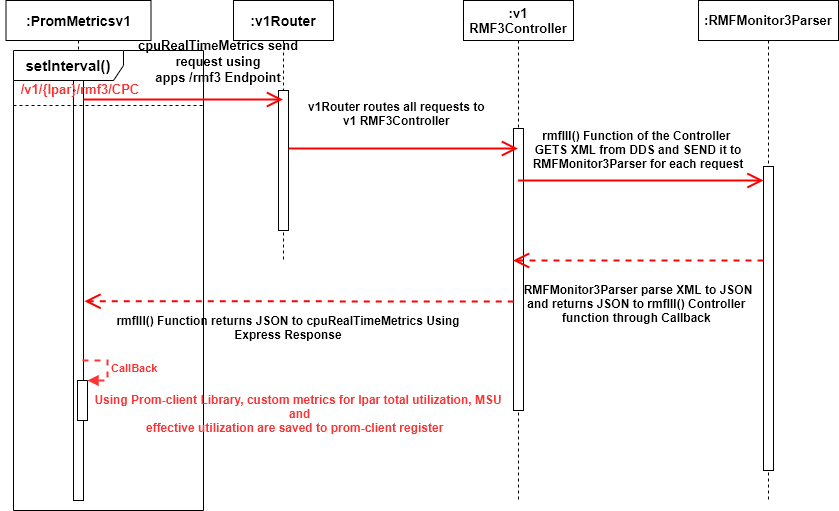 :PromMetricsv1
:v1Router
:v1
RMF3Controller
:RMFMonitor3Parser
setInterval()
cpuRealTimeMetrics send
request using
apps /rmf3 Endpoint
/v1/{lpar}/rmf3/CPC
v1Router routes all requests to
v1 RMF3Controller
rmfIII() Function of the Controller
GETS XML from DDS and SEND it to
RMFMonitor3Parser for each request
RMFMonitor3Parser parse XML to JSON
and returns JSON to rmfIII() Controller
function through Callback
rmfIII() Function returns JSON to cpuRealTimeMetrics Using
Express Response
CallBack
Using Prom-client Library, custom metrics for lpar total utilization, MSU
and
effective utilization are saved to prom-client register